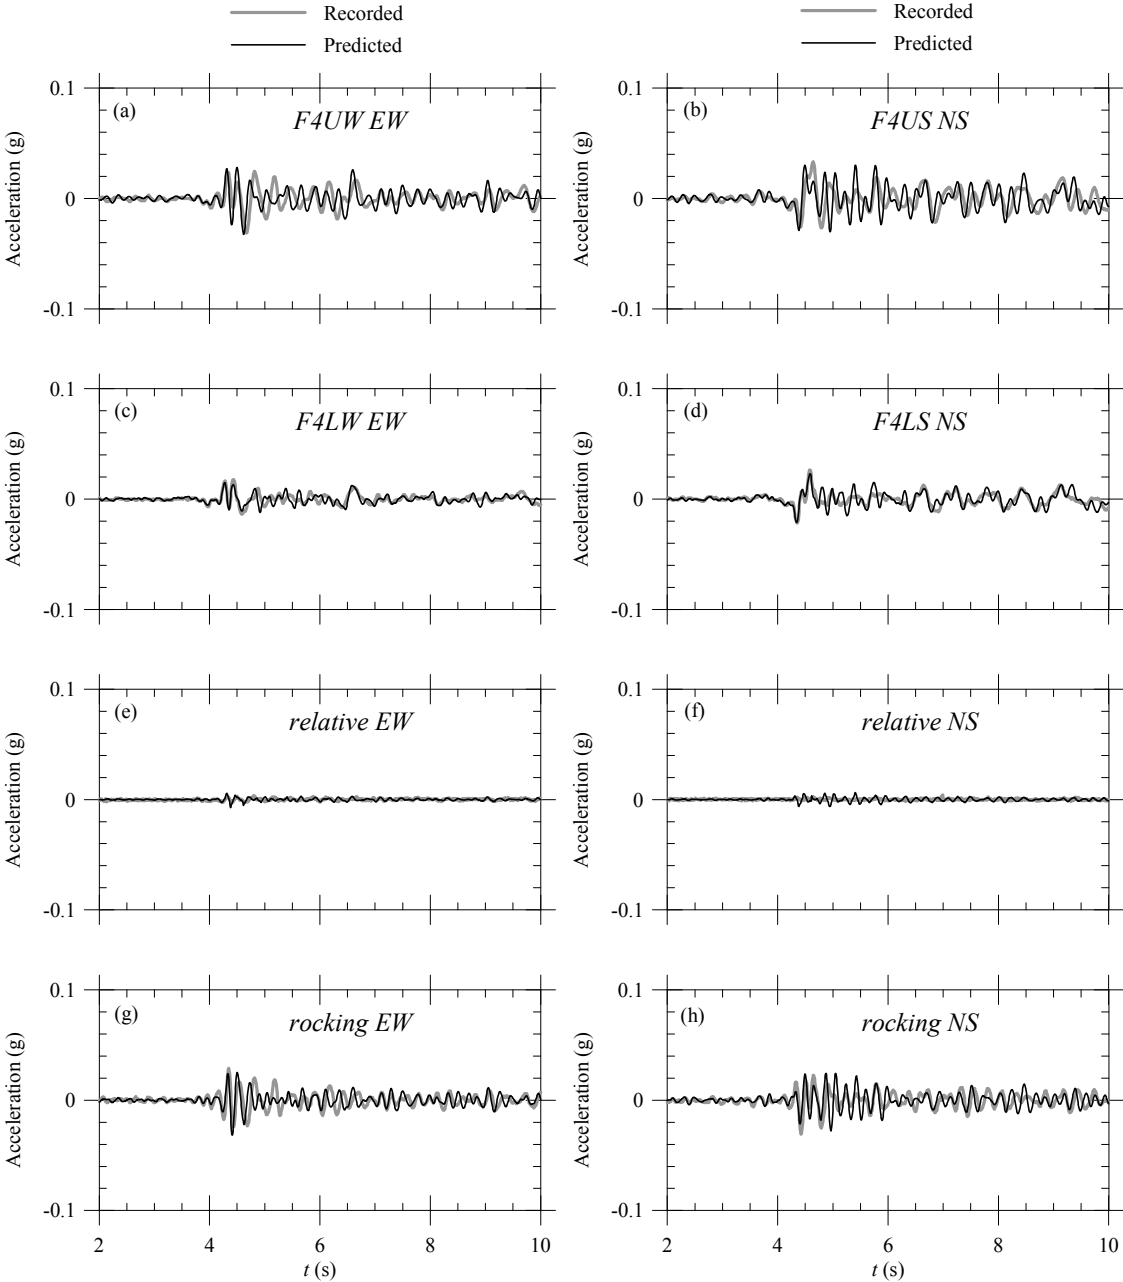 Recorded
Predicted
Recorded
Predicted
0.1
0
-0.1
Acceleration (g)
(a)
F4UW EW
0.1
0
-0.1
Acceleration (g)
(b)
F4US NS
0.1
0
-0.1
Acceleration (g)
(c)
F4LW EW
0.1
0
-0.1
Acceleration (g)
(d)
F4LS NS
0.1
0
-0.1
Acceleration (g)
(e)
relative EW
0.1
0
-0.1
Acceleration (g)
(f)
relative NS
0.1
0
-0.1
Acceleration (g)
(g)
rocking EW
2 4 6 8 10
t (s)
0.1
0
-0.1
Acceleration (g)
(h)
rocking NS
2 4 6 8 10
t (s)